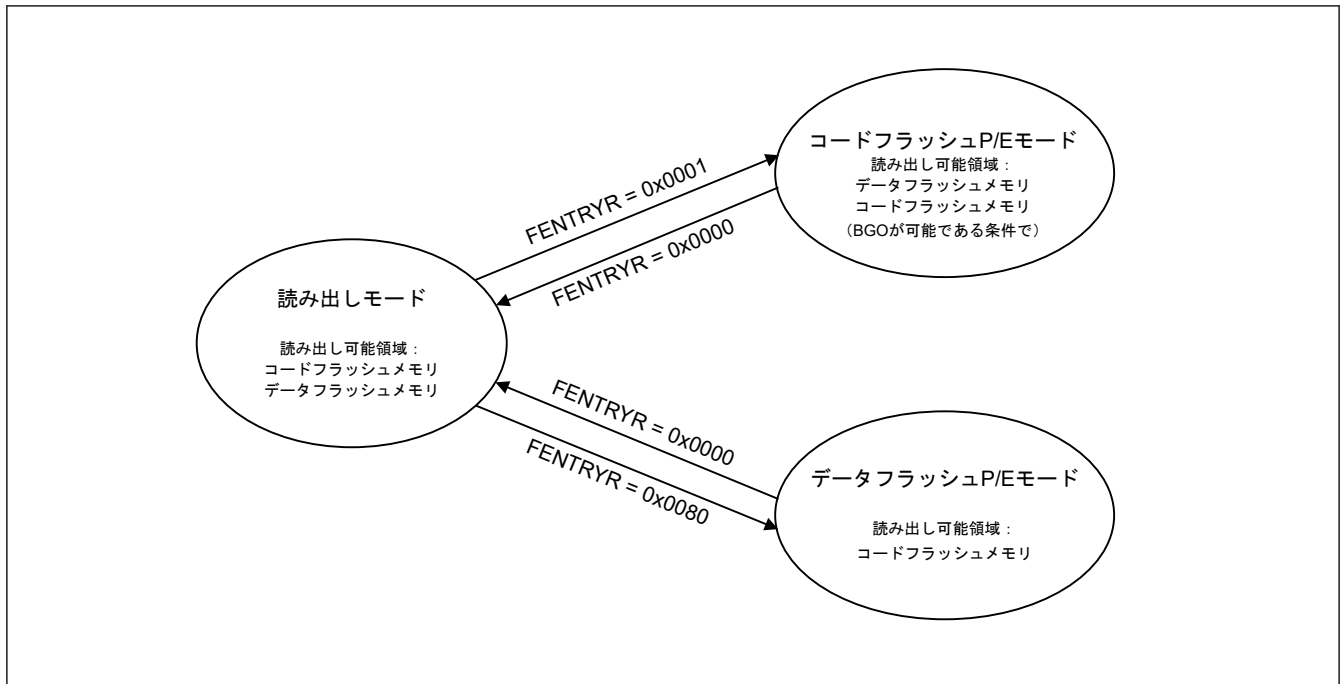 コードフラッシュP/Eモード
読み出し可能領域：
データフラッシュメモリ
コードフラッシュメモリ
（BGOが可能である条件で）
FENTRYR = 0x0001
FENTRYR = 0x0000
読み出しモード
読み出し可能領域：
コードフラッシュメモリ
データフラッシュメモリ
FENTRYR = 0x0000
FENTRYR = 0x0080
データフラッシュP/Eモード
読み出し可能領域：
コードフラッシュメモリ